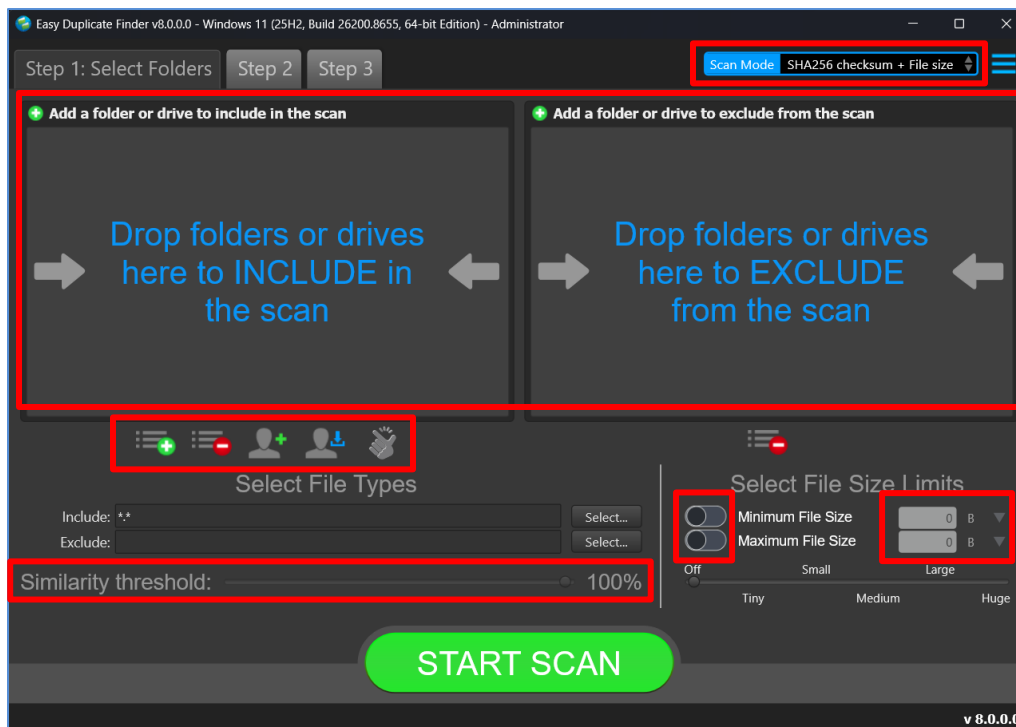 Easy Duplicate Finder v8.0.0.0 - Windows 11 (25H2, Build 26200.8655, 64-bit Edition) - Administrator
Step 1: Select Folders Step 2 Step 3 Scan Mode SHA256 checksum + File size
Add a folder or drive to include in the scan Add a folder or drive to exclude from the scan
Drop folders or drives
here to INCLUDE in
the scan
Drop folders or drives
here to EXCLUDE
from the scan
Select File Types
Include: *.* Select...
Exclude: Select...
Similarity threshold: 100%
Select File Size Limits
Minimum File Size 0 B
Maximum File Size 0 B
Off Small Large
Tiny Medium Huge
START SCAN
v 8.0.0.0